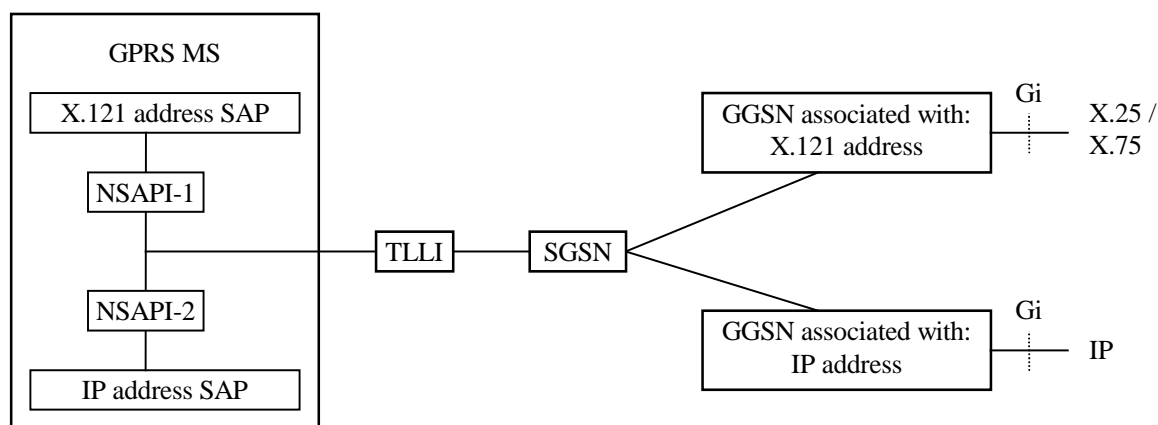 GPRS MS
X.121 address SAP
NSAPI-1
NSAPI-2
IP address SAP
TLLI
SGSN
GGSN associated with:
X.121 address
Gi
X.25 /
X.75
GGSN associated with:
IP address
Gi
IP